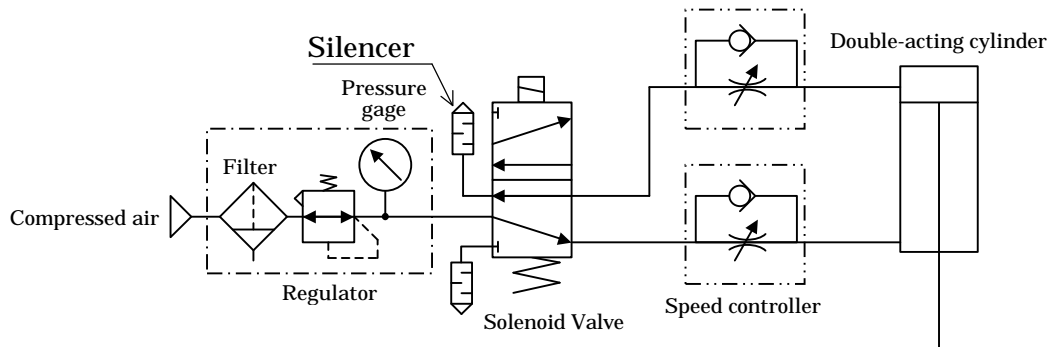 Silencer
Double-acting cylinder
Pressure
gage
Filter
Compressed air
Regulator
Solenoid Valve
Speed controller